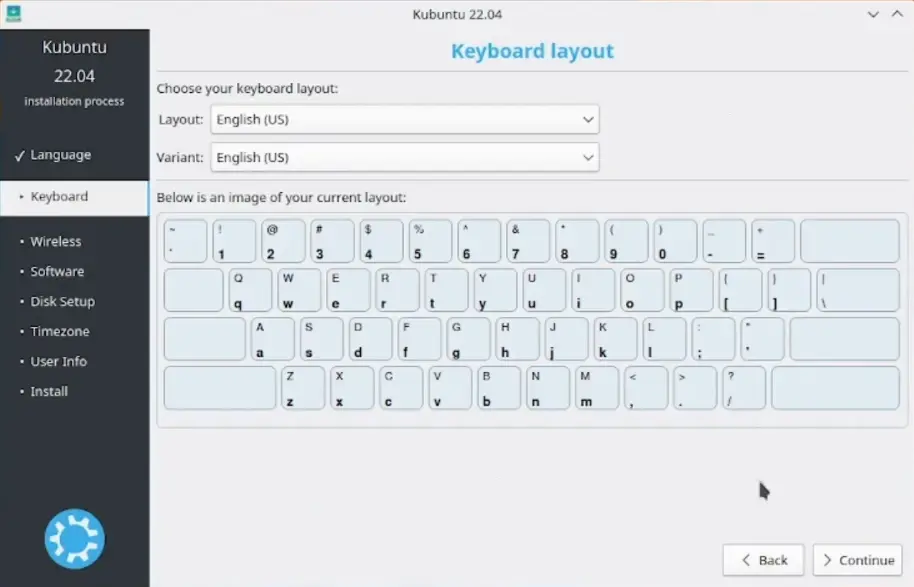 Kubuntu 22.04
Kubuntu
22.04
installation process
✓ Language
▸ Keyboard
• Wireless
• Software
• Disk Setup
• Timezone
• User Info
• Install
Keyboard layout
Choose your keyboard layout:
Layout: English (US)
Variant: English (US)
Below is an image of your current layout:
~ ! @ # $ % ^ & * ( ) _ +
` 1 2 3 4 5 6 7 8 9 0 - =
Q W E R T Y U I O P { } |
q w e r t y u i o p [ ] \
A S D F G H J K L : "
a s d f g h j k l ; '
Z X C V B N M < > ?
z x c v b n m , . /
< Back > Continue